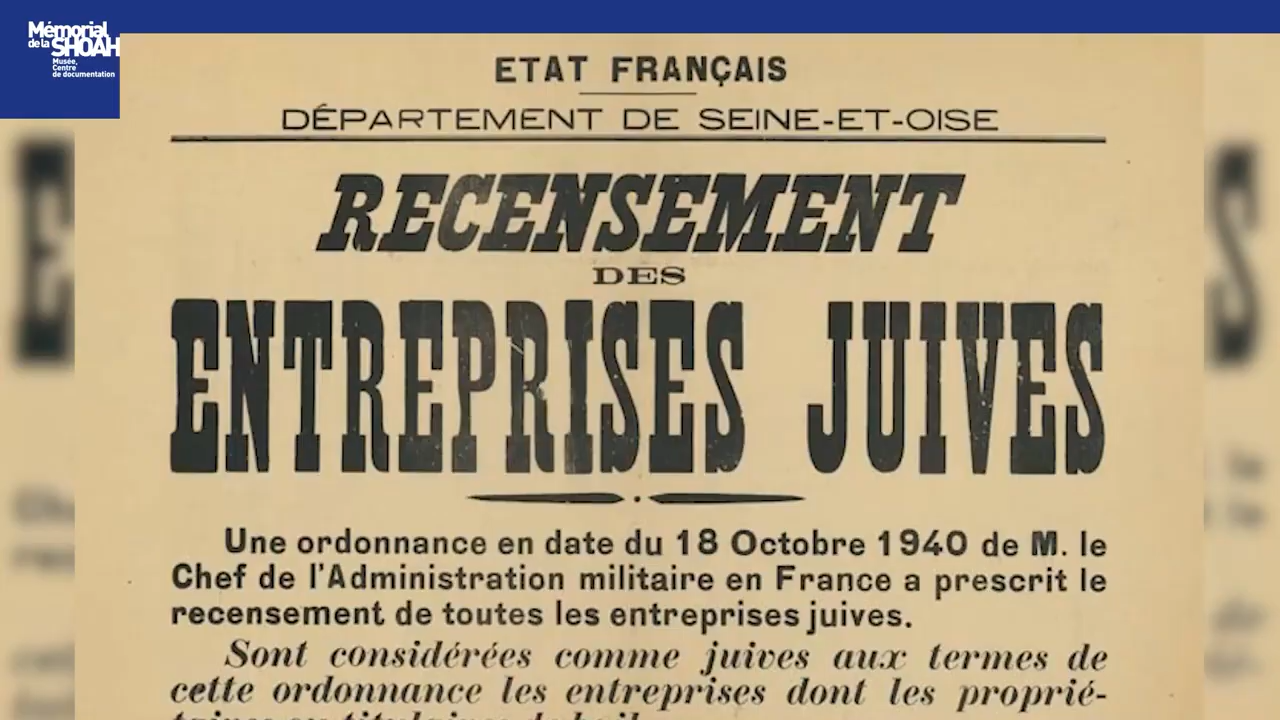 Mémorial
de la SHOAH
Musée,
Centre
de documentation
ETAT FRANÇAIS
DÉPARTEMENT DE SEINE-ET-OISE
RECENSEMENT
DES
ENTREPRISES JUIVES
Une ordonnance en date du 18 Octobre 1940 de M. le
Chef de l'Administration militaire en France a prescrit le
recensement de toutes les entreprises juives.
Sont considérées comme juives aux termes de
cette ordonnance les entreprises dont les proprié-